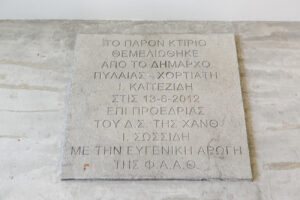 ΤΟ ΠΑΡΟΝ ΚΤΙΡΙΟ
ΘΕΜΕΛΙΩΘΗΚΕ
ΑΠΟ ΤΟ ΔΗΜΑΡΧΟ
ΠΥΛΑΙΑΣ - ΧΟΡΤΙΑΤΗ
Ι. ΚΑΪΤΕΖΙΔΗ
ΣΤΙΣ 13-6-2012
ΕΠΙ ΠΡΟΕΔΡΙΑΣ
ΤΟΥ Δ.Σ. ΤΗΣ ΧΑΝΘ
Ι. ΣΩΣΣΙΔΗ
ΜΕ ΤΗΝ ΕΥΓΕΝΙΚΗ ΑΡΩΓΗ
ΤΗΣ Φ.Α.Α.Θ.